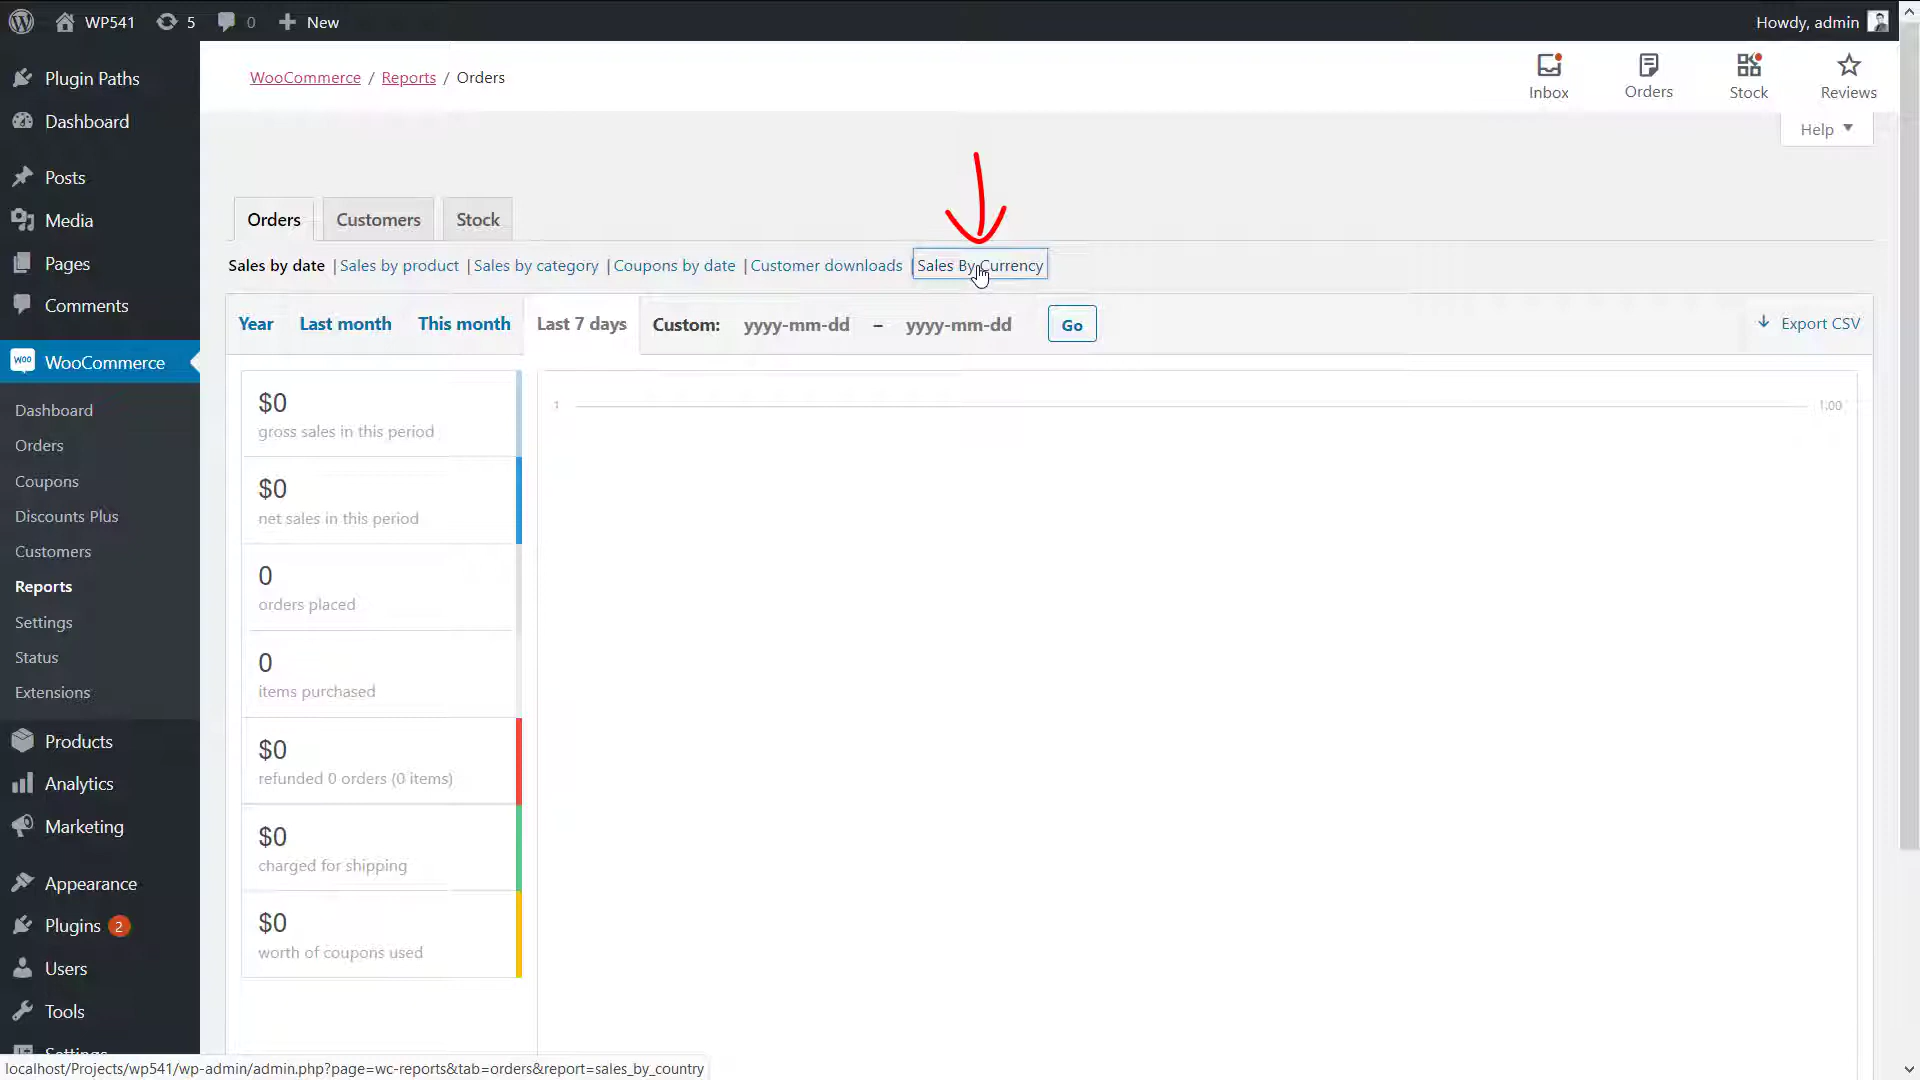 WP541 5 0 New
Howdy, admin
Plugin Paths
Dashboard
Posts
Media
Pages
Comments
WOO WooCommerce
Dashboard
Orders
Coupons
Discounts Plus
Customers
Reports
Settings
Status
Extensions
Products
Analytics
Marketing
Appearance
Plugins 2
Users
Tools
Settings
WooCommerce / Reports / Orders
Inbox
Orders
Stock
Reviews
Help
Orders Customers Stock
Sales by date | Sales by product | Sales by category | Coupons by date | Customer downloads | Sales By Currency
Year Last month This month Last 7 days Custom: yyyy-mm-dd – yyyy-mm-dd Go Export CSV
$0
gross sales in this period
$0
net sales in this period
0
orders placed
0
items purchased
$0
refunded 0 orders (0 items)
$0
charged for shipping
$0
worth of coupons used
1 1.00
localhost/Projects/wp541/wp-admin/admin.php?page=wc-reports&tab=orders&report=sales_by_country